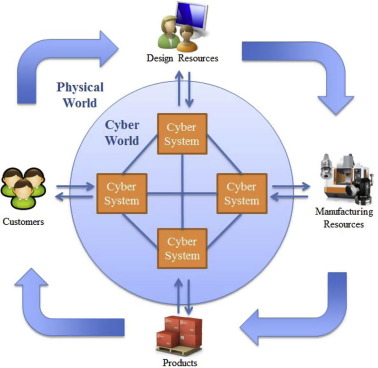 Design Resources
Physical
World
Cyber
World
Cyber
System
Cyber
System
Cyber
System
Cyber
System
Customers
Manufacturing
Resources
Products